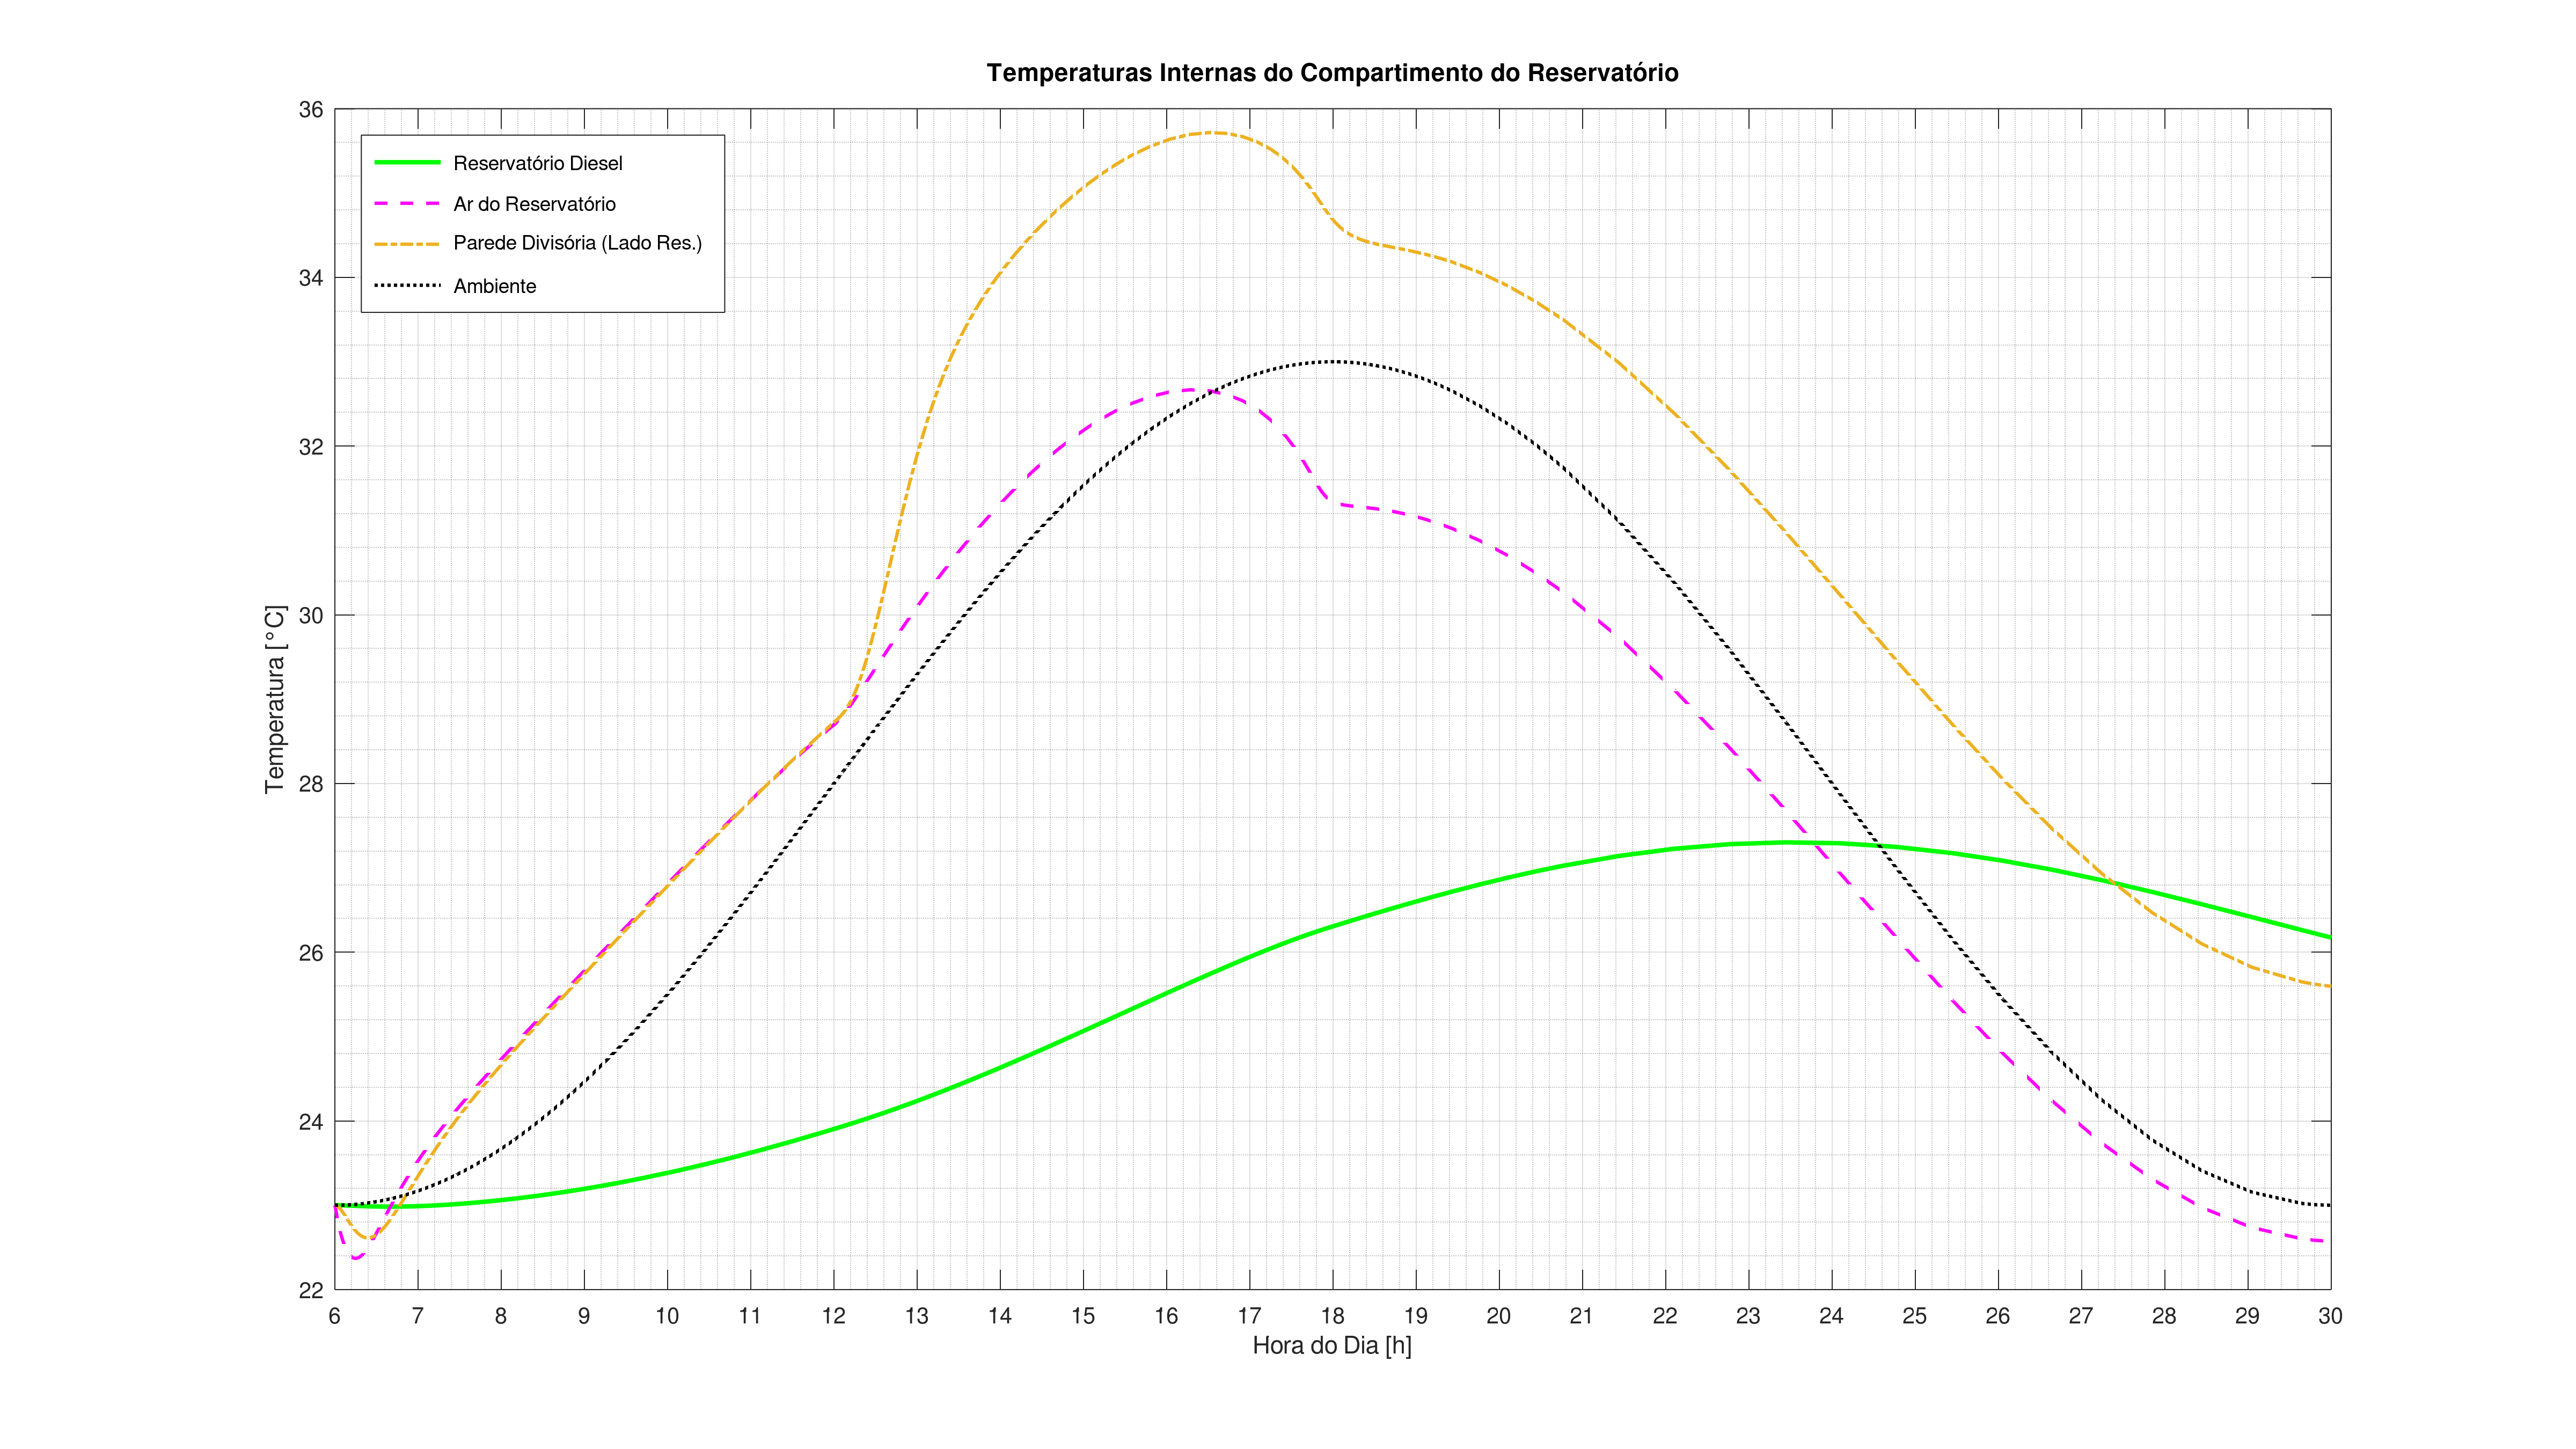 Temperaturas Internas do Compartimento do Reservatório
36
34
32
30
28
26
24
22
Temperatura [°C]
Reservatório Diesel
Ar do Reservatório
Parede Divisória (Lado Res.)
Ambiente
6 7 8 9 10 11 12 13 14 15 16 17 18 19 20 21 22 23 24 25 26 27 28 29 30
Hora do Dia [h]